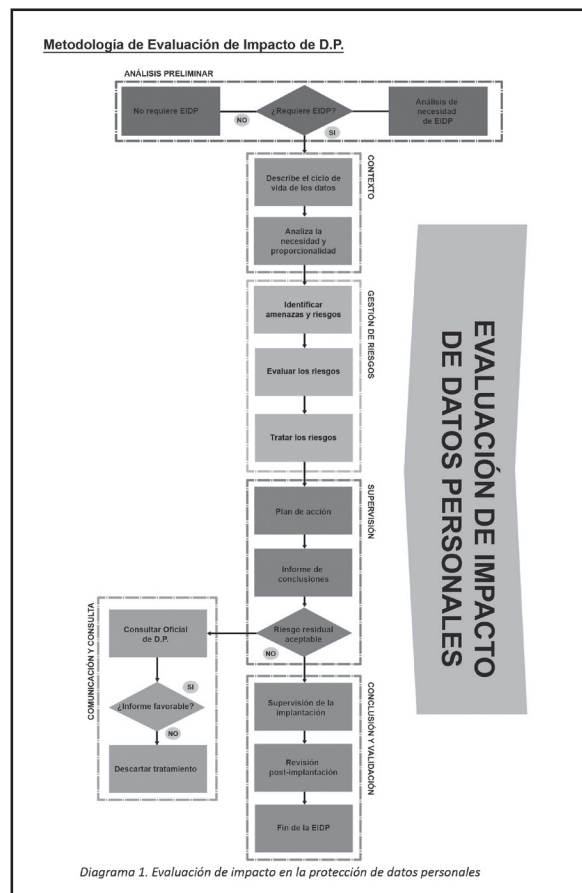 Metodología de Evaluación de Impacto de D.P.
ANÁLISIS PRELIMINAR
No requiere EIDP
NO
¿Requiere EIDP?
SI
Análisis de
necesidad
de EIDP
CONTEXTO
Describe el ciclo de
vida de los datos
Analiza la
necesidad y
proporcionalidad
GESTIÓN DE RIESGOS
Identificar
amenazas y riesgos
Evaluar los riesgos
Tratar los riesgos
SUPERVISIÓN
Plan de acción
Informe de
conclusiones
Riesgo residual
aceptable
NO
COMUNICACIÓN Y CONSULTA
Consultar Oficial
de D.P.
SI
¿Informe favorable?
NO
Descartar tratamiento
CONCLUSIÓN Y VALIDACIÓN
Supervisión de la
implantación
Revisión
post-implantación
Fin de la EIDP
EVALUACIÓN DE IMPACTO
DE DATOS PERSONALES
Diagrama 1. Evaluación de impacto en la protección de datos personales